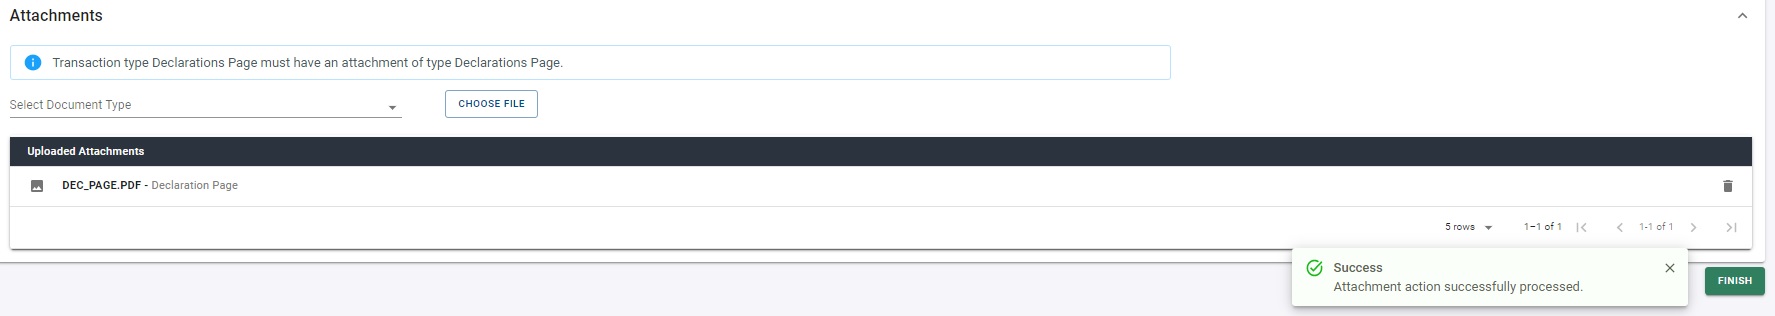 Attachments
Transaction type Declarations Page must have an attachment of type Declarations Page.
Select Document Type
CHOOSE FILE
Uploaded Attachments
DEC_PAGE.PDF - Declaration Page
5 rows 1–1 of 1 1-1 of 1
Success
Attachment action successfully processed.
FINISH